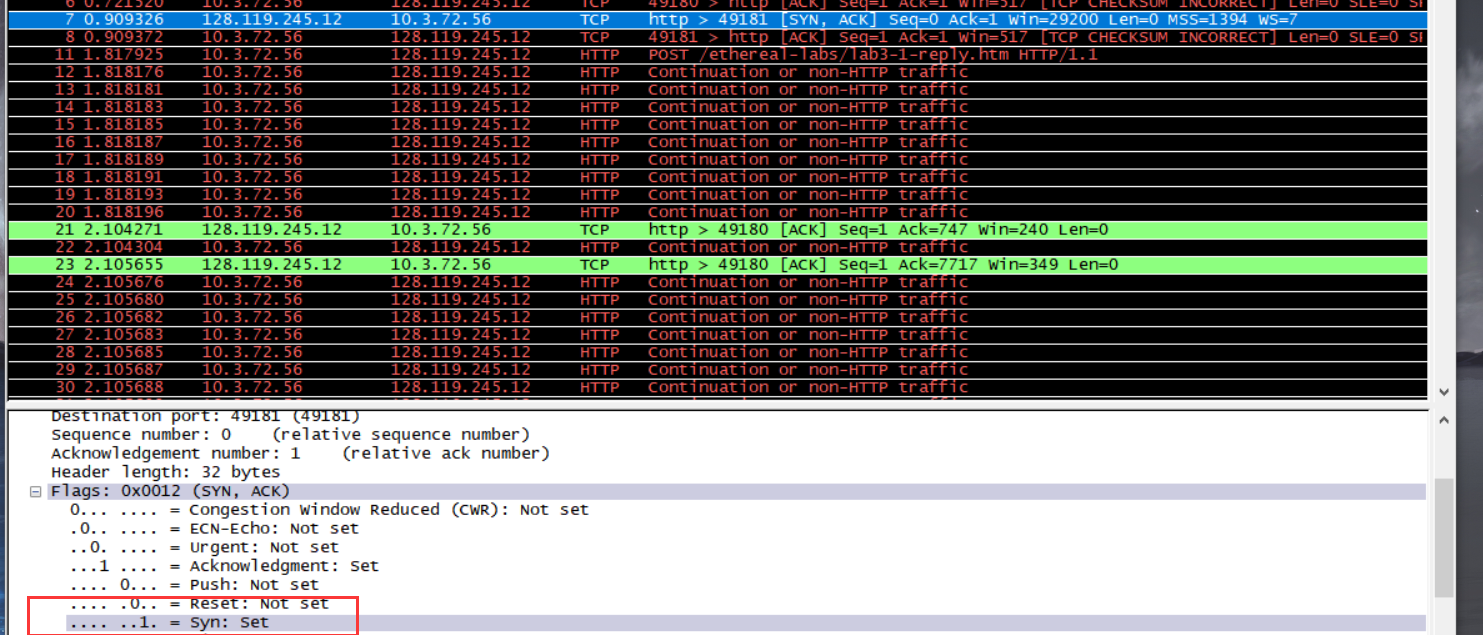 6 0.721520 10.3.72.56 128.119.245.12 TCP 49180 > http [ACK] Seq=1 Ack=1 Win=517 [TCP CHECKSUM INCORRECT] Len=0 SLE=0 SR
7 0.909326 128.119.245.12 10.3.72.56 TCP http > 49181 [SYN, ACK] Seq=0 Ack=1 Win=29200 Len=0 MSS=1394 WS=7
8 0.909372 10.3.72.56 128.119.245.12 TCP 49181 > http [ACK] Seq=1 Ack=1 Win=517 [TCP CHECKSUM INCORRECT] Len=0 SLE=0 SR
11 1.817925 10.3.72.56 128.119.245.12 HTTP POST /ethereal-labs/lab3-1-reply.htm HTTP/1.1
12 1.818176 10.3.72.56 128.119.245.12 HTTP Continuation or non-HTTP traffic
13 1.818181 10.3.72.56 128.119.245.12 HTTP Continuation or non-HTTP traffic
14 1.818183 10.3.72.56 128.119.245.12 HTTP Continuation or non-HTTP traffic
15 1.818185 10.3.72.56 128.119.245.12 HTTP Continuation or non-HTTP traffic
16 1.818187 10.3.72.56 128.119.245.12 HTTP Continuation or non-HTTP traffic
17 1.818189 10.3.72.56 128.119.245.12 HTTP Continuation or non-HTTP traffic
18 1.818191 10.3.72.56 128.119.245.12 HTTP Continuation or non-HTTP traffic
19 1.818193 10.3.72.56 128.119.245.12 HTTP Continuation or non-HTTP traffic
20 1.818196 10.3.72.56 128.119.245.12 HTTP Continuation or non-HTTP traffic
21 2.104271 128.119.245.12 10.3.72.56 TCP http > 49180 [ACK] Seq=1 Ack=747 Win=240 Len=0
22 2.104304 10.3.72.56 128.119.245.12 HTTP Continuation or non-HTTP traffic
23 2.105655 128.119.245.12 10.3.72.56 TCP http > 49180 [ACK] Seq=1 Ack=7717 Win=349 Len=0
24 2.105676 10.3.72.56 128.119.245.12 HTTP Continuation or non-HTTP traffic
25 2.105680 10.3.72.56 128.119.245.12 HTTP Continuation or non-HTTP traffic
26 2.105682 10.3.72.56 128.119.245.12 HTTP Continuation or non-HTTP traffic
27 2.105683 10.3.72.56 128.119.245.12 HTTP Continuation or non-HTTP traffic
28 2.105685 10.3.72.56 128.119.245.12 HTTP Continuation or non-HTTP traffic
29 2.105687 10.3.72.56 128.119.245.12 HTTP Continuation or non-HTTP traffic
30 2.105688 10.3.72.56 128.119.245.12 HTTP Continuation or non-HTTP traffic
Destination port: 49181 (49181)
Sequence number: 0 (relative sequence number)
Acknowledgement number: 1 (relative ack number)
Header length: 32 bytes
Flags: 0x0012 (SYN, ACK)
0... .... = Congestion Window Reduced (CWR): Not set
.0.. .... = ECN-Echo: Not set
..0. .... = Urgent: Not set
...1 .... = Acknowledgment: Set
.... 0... = Push: Not set
.... .0.. = Reset: Not set
.... ..1. = Syn: Set